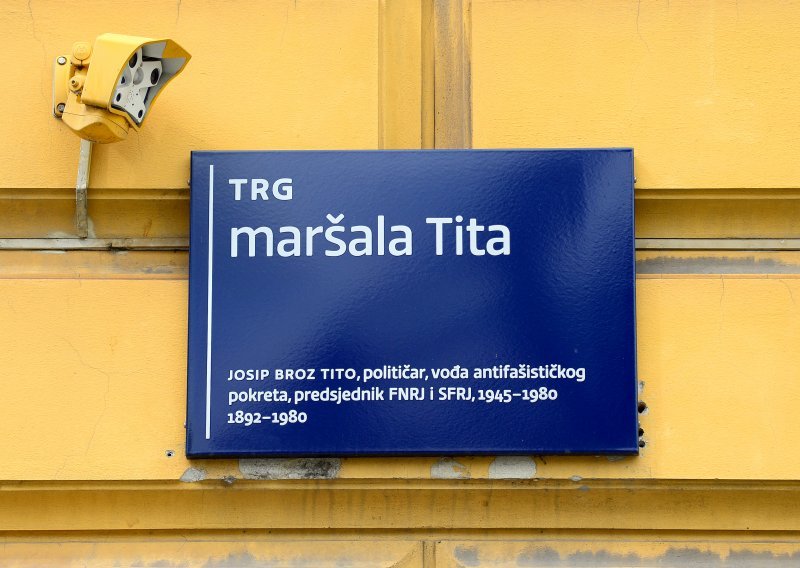 TRG
maršala Tita
JOSIP BROZ TITO, političar, vođa antifašističkog
pokreta, predsjednik FNRJ i SFRJ, 1945–1980
1892–1980